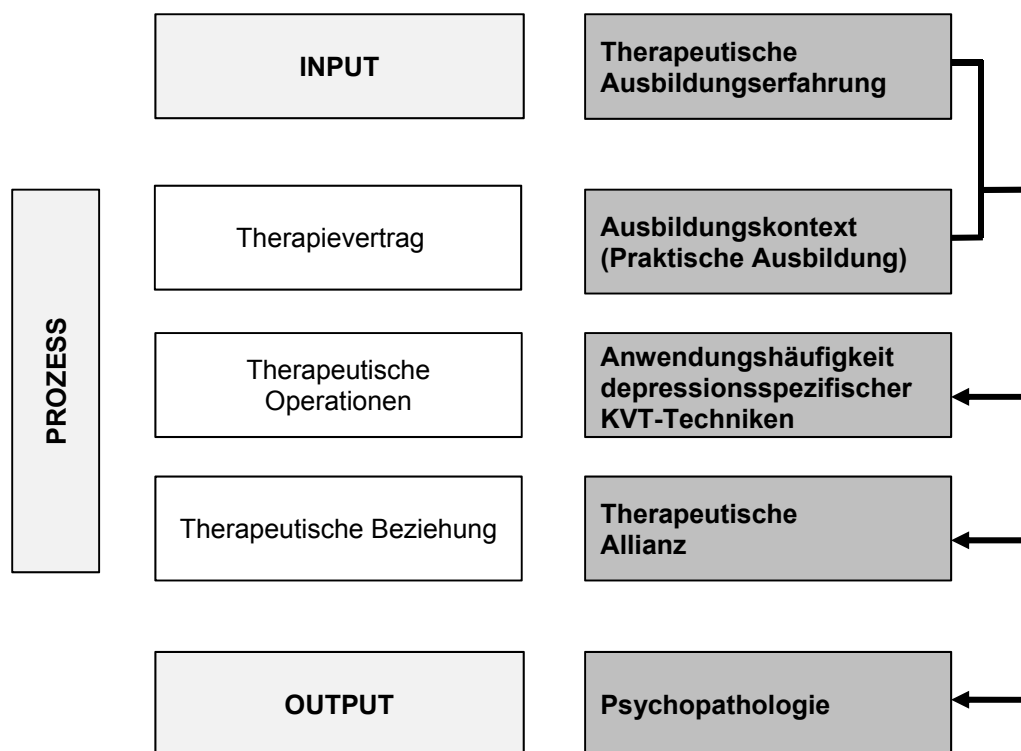 INPUT
Therapeutische
Ausbildungserfahrung
PROZESS
Therapievertrag
Ausbildungskontext
(Praktische Ausbildung)
Therapeutische
Operationen
Anwendungshäufigkeit
depressionsspezifischer
KVT-Techniken
Therapeutische Beziehung
Therapeutische
Allianz
OUTPUT
Psychopathologie